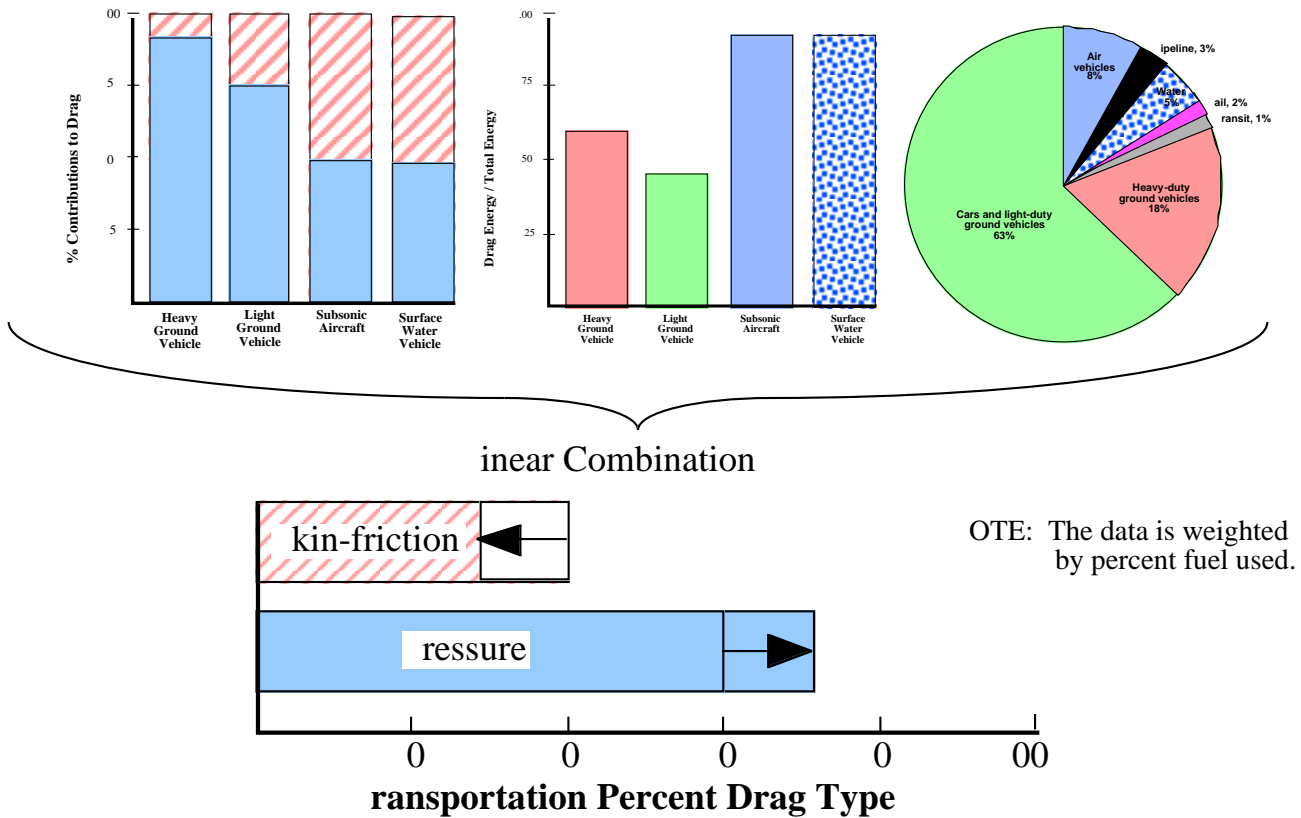 00
5
0
5
% Contributions to Drag
Heavy
Ground
Vehicle
Light
Ground
Vehicle
Subsonic
Aircraft
Surface
Water
Vehicle
.00
75
50
25
.00
Drag Energy / Total Energy
Heavy
Ground
Vehicle
Light
Ground
Vehicle
Subsonic
Aircraft
Surface
Water
Vehicle
Air
vehicles
8%
ipeline, 3%
Water
5%
ail, 2%
ransit, 1%
Heavy-duty
ground vehicles
18%
Cars and light-duty
ground vehicles
63%
inear Combination
kin-friction
ressure
OTE: The data is weighted
by percent fuel used.
0 0 0 0 00
ransportation Percent Drag Type